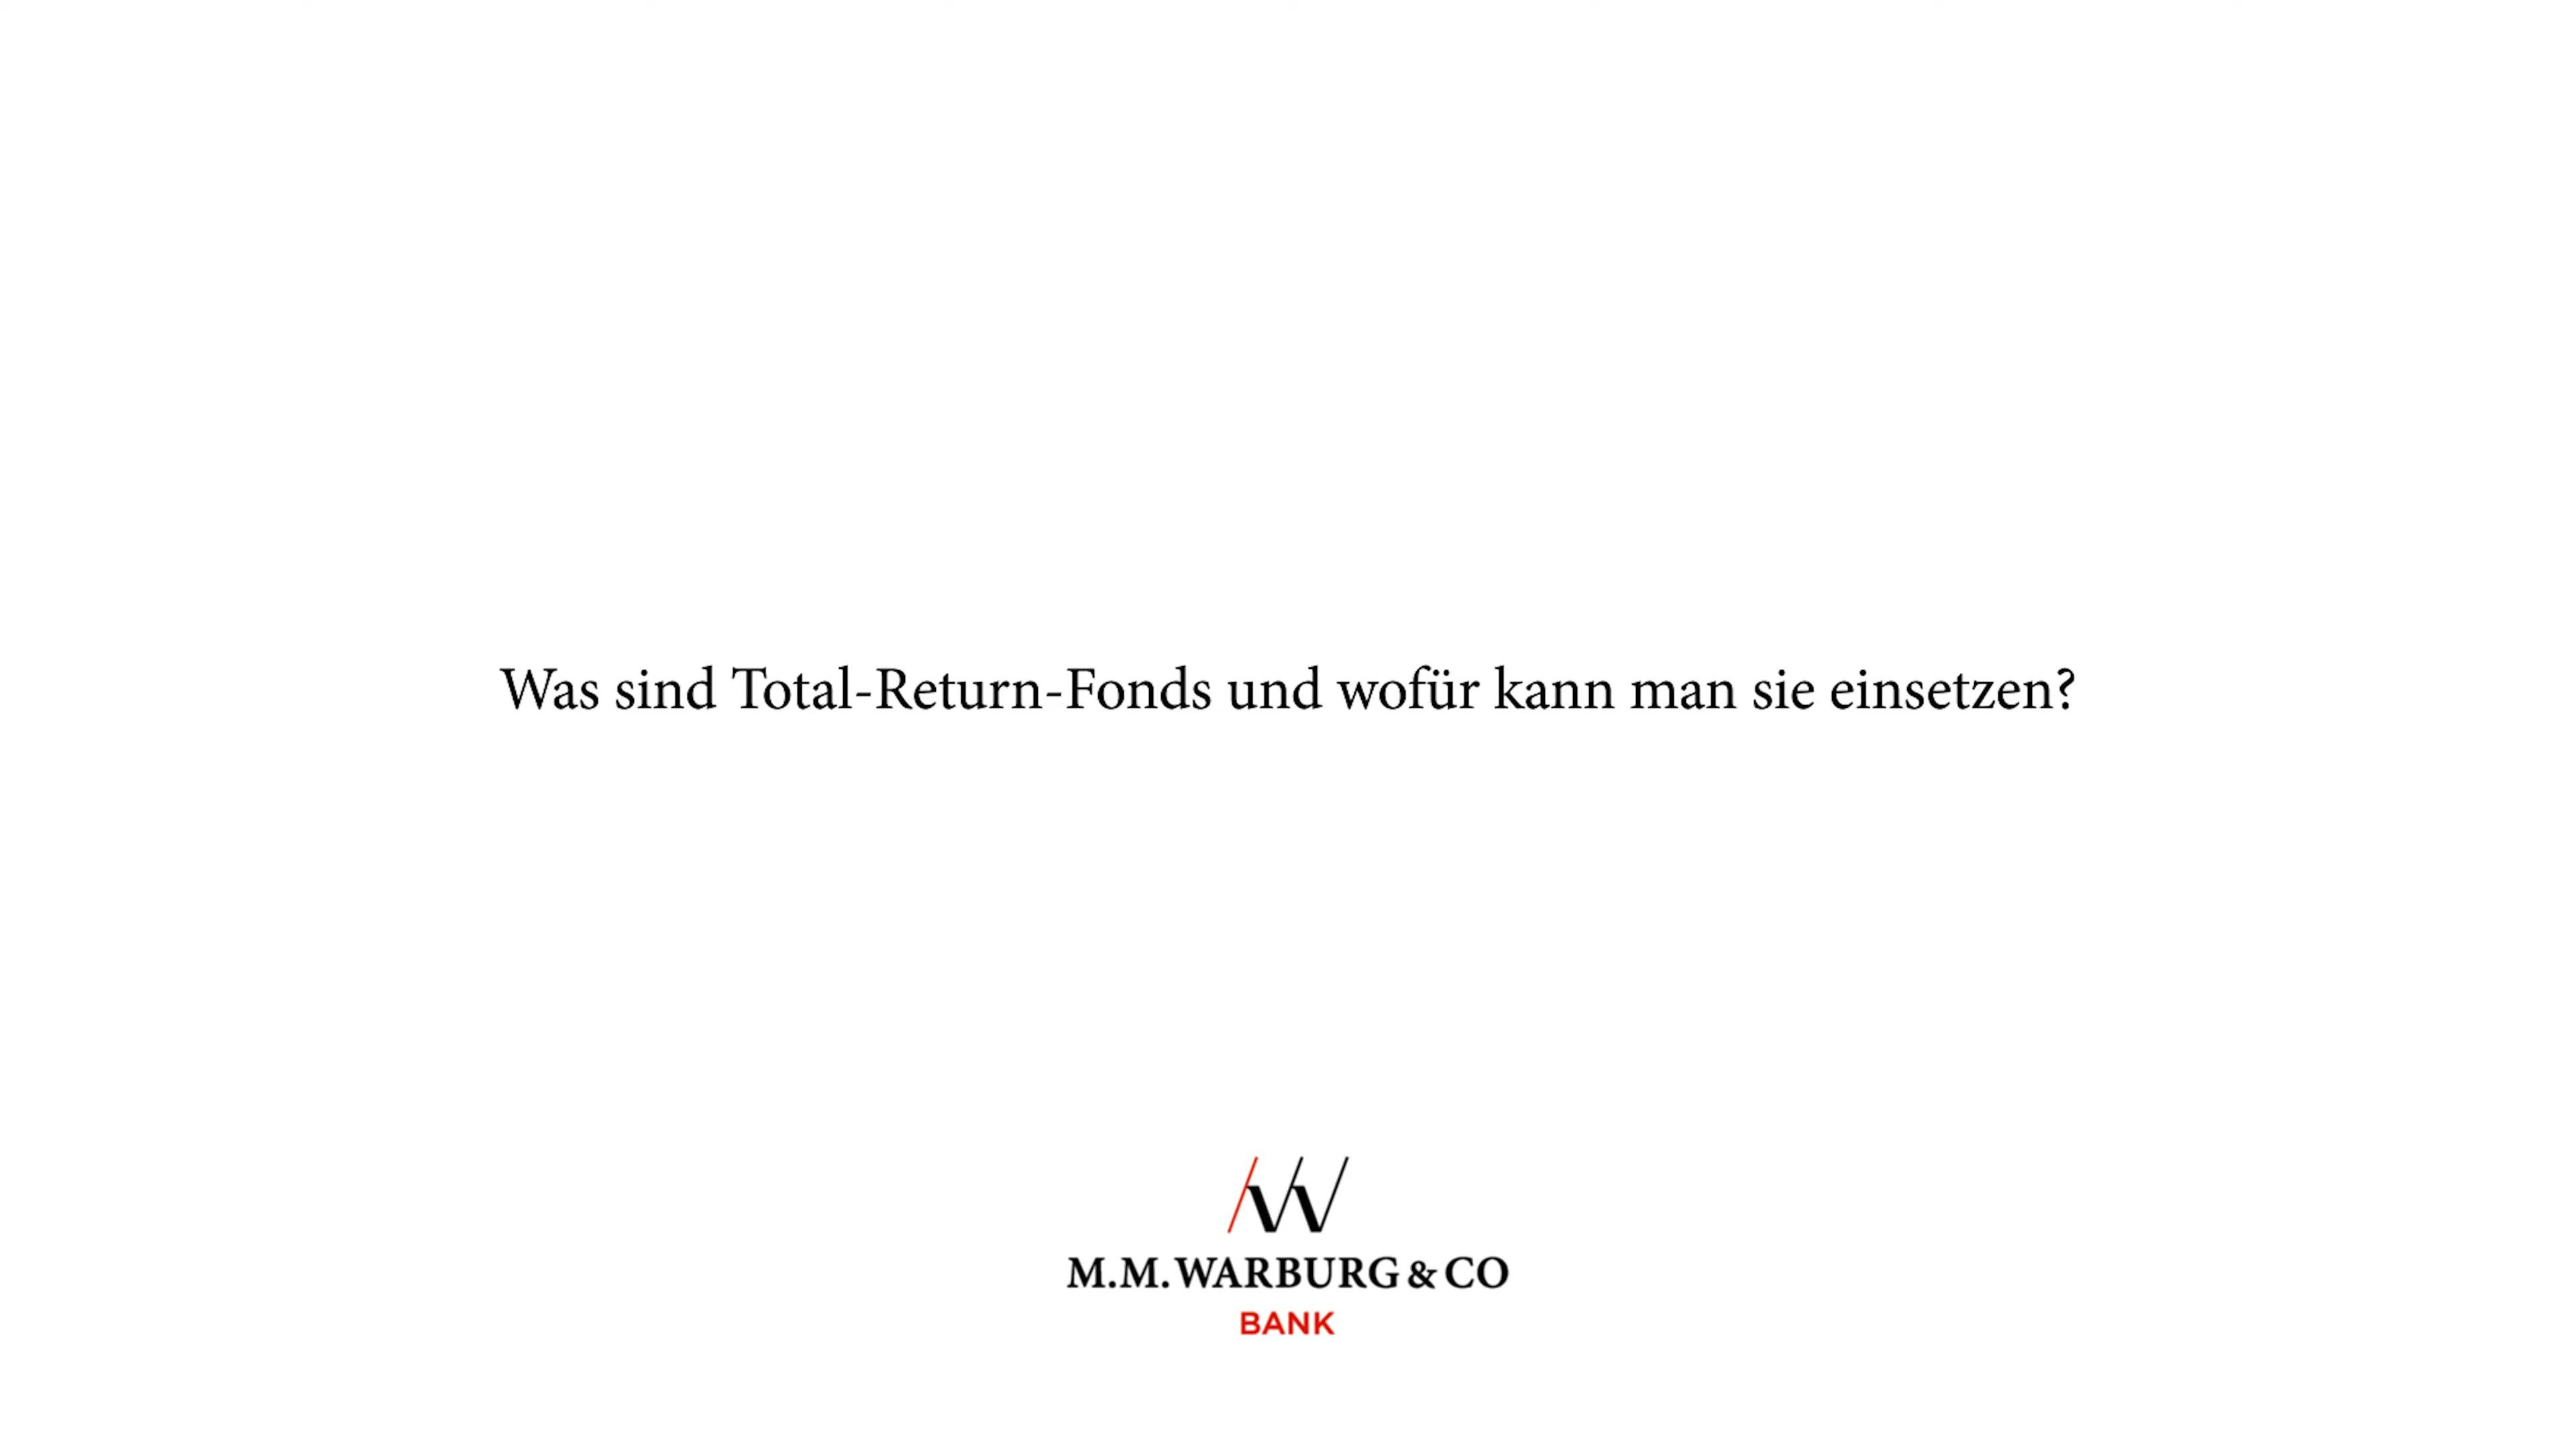 Was sind Total-Return-Fonds und wofür kann man sie einsetzen?
M.M.WARBURG & CO
BANK